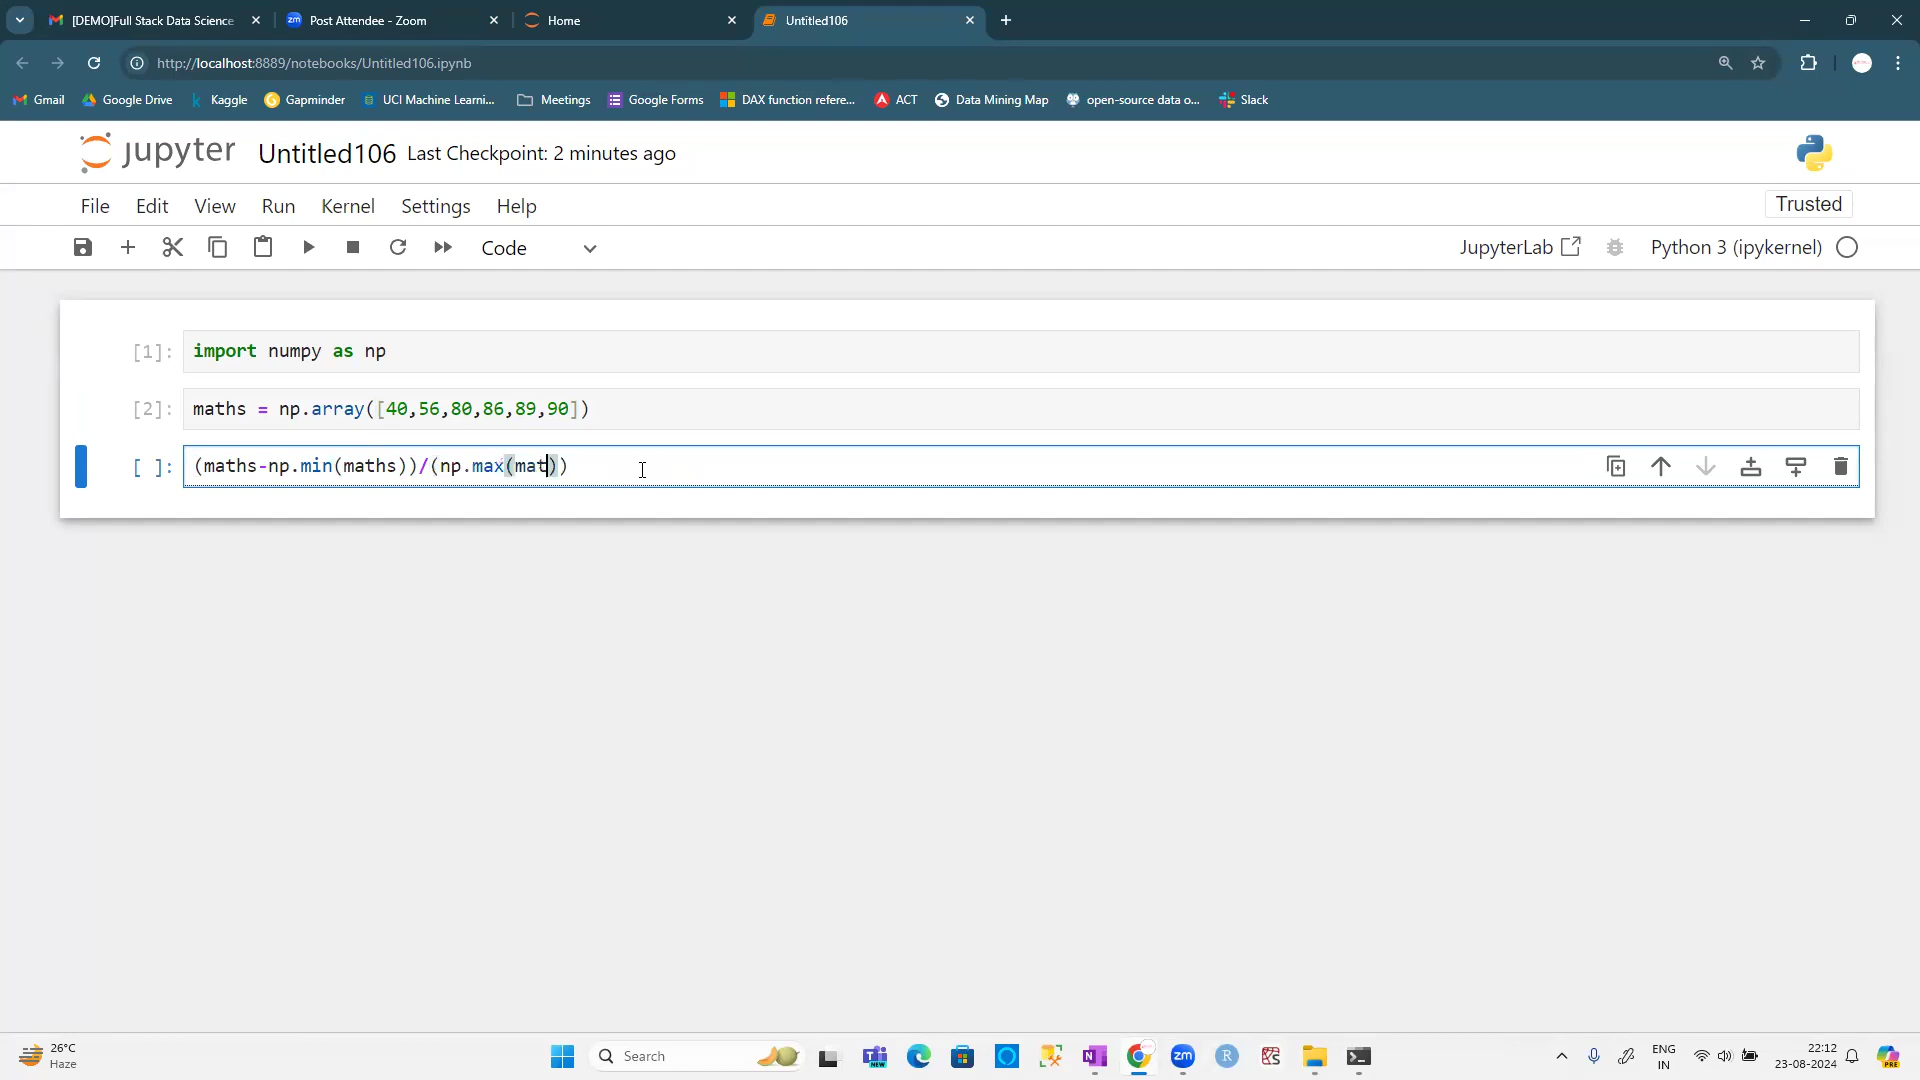 [DEMO]Full Stack Data Science
Post Attendee - Zoom
Home
Untitled106
http://localhost:8889/notebooks/Untitled106.ipynb
Gmail
Google Drive
Kaggle
Gapminder
UCI Machine Learni...
Meetings
Google Forms
DAX function refere...
ACT
Data Mining Map
open-source data o...
Slack
jupyter Untitled106 Last Checkpoint: 2 minutes ago
File Edit View Run Kernel Settings Help
Trusted
Code
JupyterLab
Python 3 (ipykernel)
[1]: import numpy as np
[2]: maths = np.array([40,56,80,86,89,90])
[ ]: (maths-np.min(maths))/(np.max(mat))
26°C
Haze
Search
ENG
IN
22:12
23-08-2024